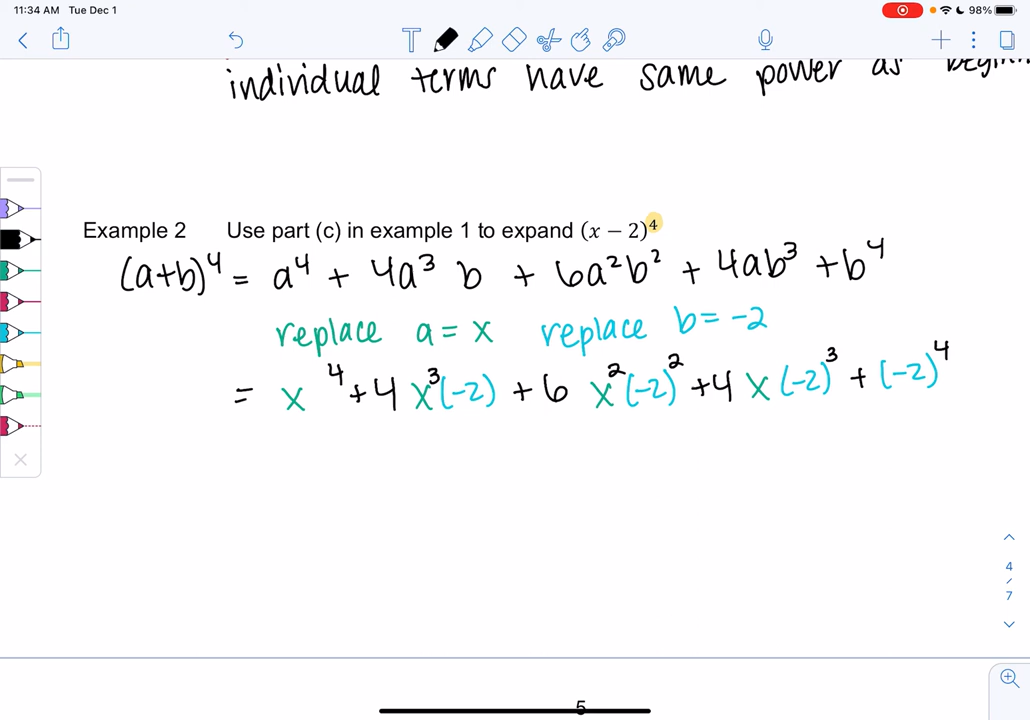 11:34 AM Tue Dec 1
98%
T
individual terms have same power as
Example 2 Use part (c) in example 1 to expand (x − 2)⁴
(a+b)⁴ = a⁴ + 4a³ b + 6a²b² + 4ab³ + b⁴
replace a = x replace b = -2
= x⁴ + 4 x³(-2) + 6 x²(-2)² + 4 x (-2)³ + (-2)⁴
4
/
7
5